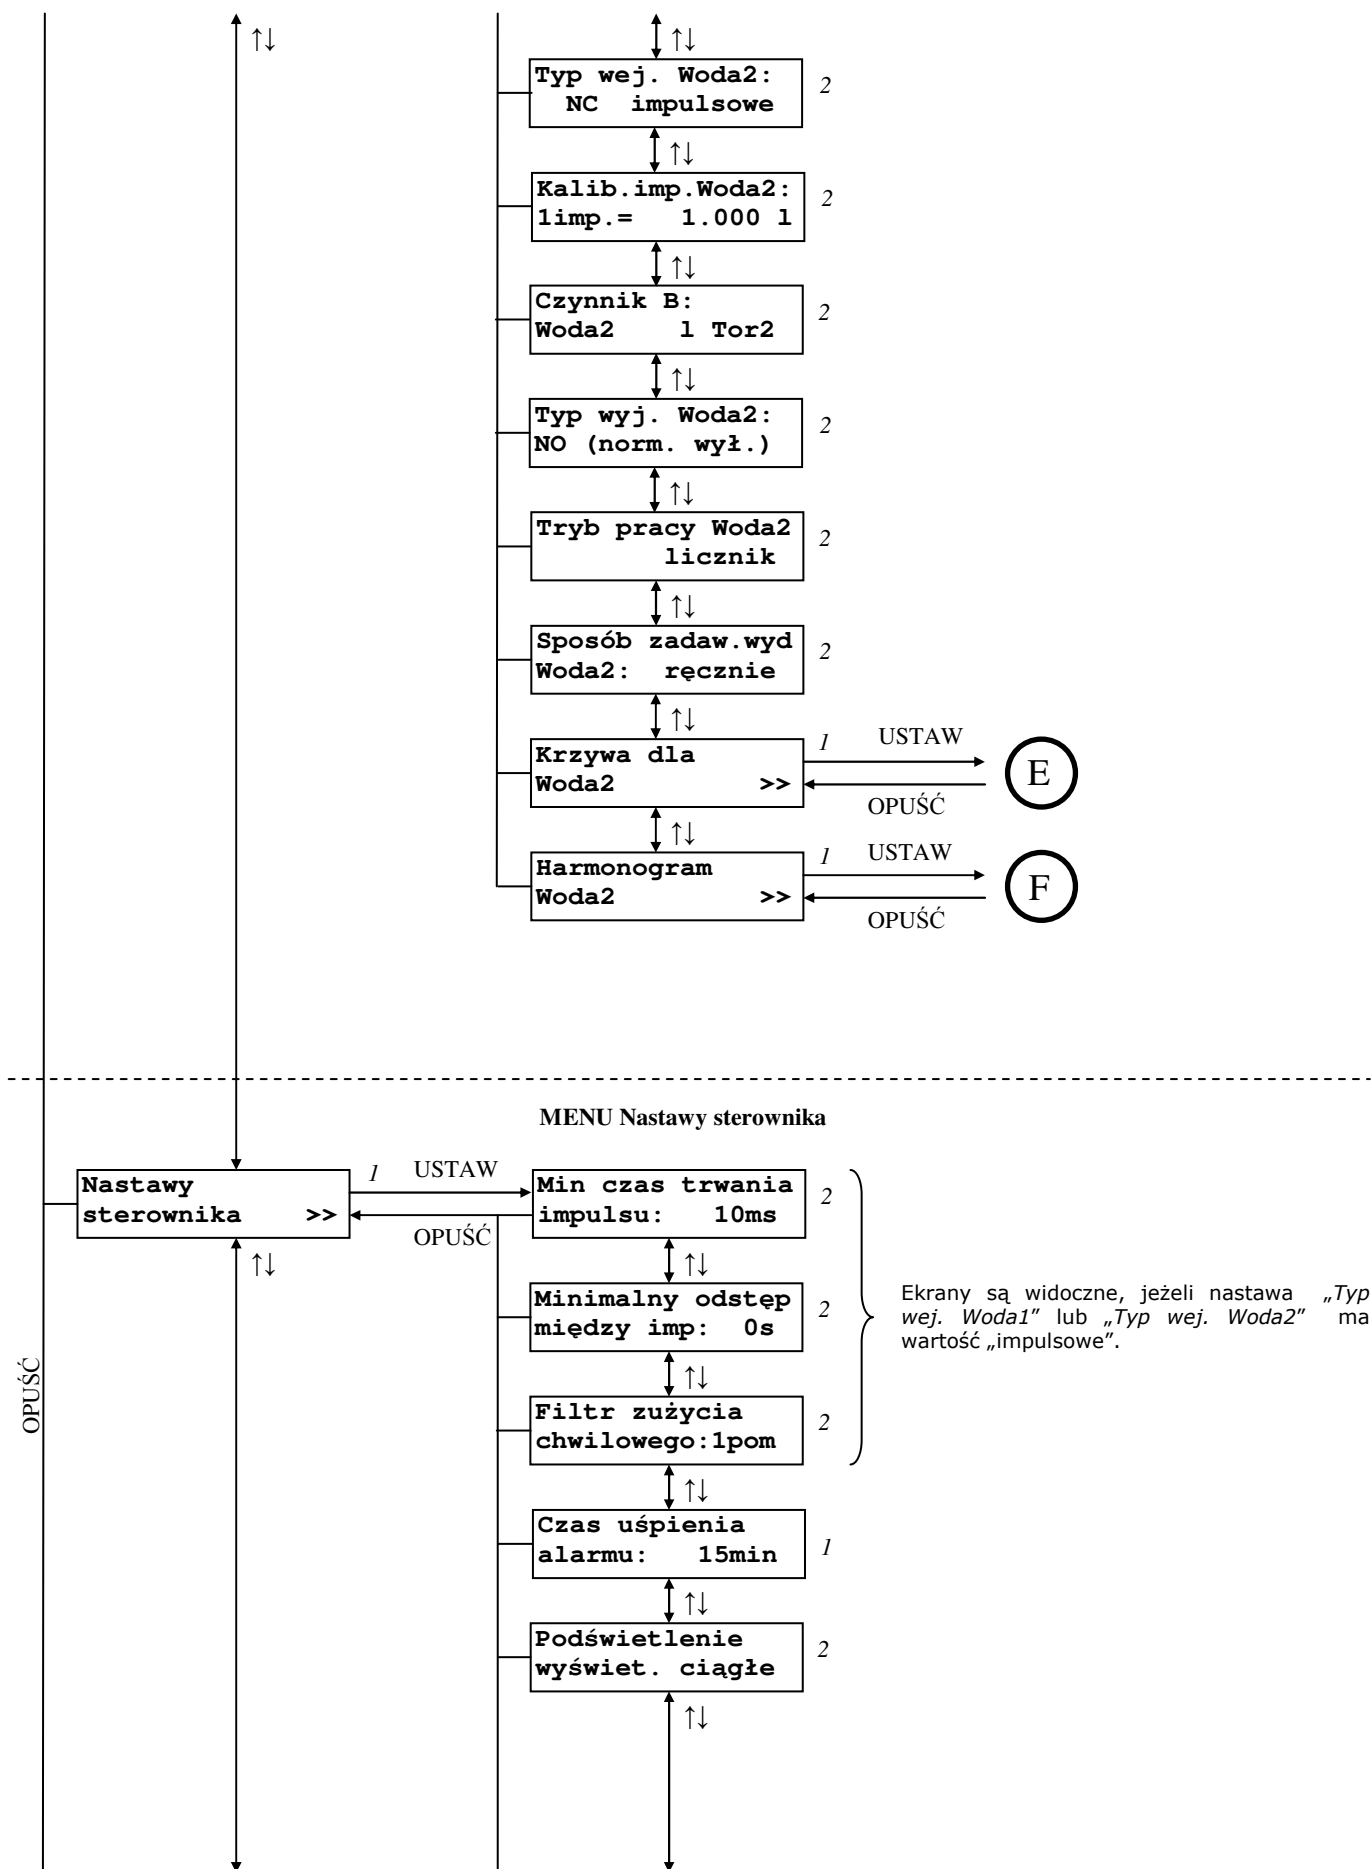 ↑↓ ↑↓
Typ wej. Woda2:
NC impulsowe
2
↑↓
Kalib.imp.Woda2:
1imp.= 1.000 l
2
↑↓
Czynnik B:
Woda2 l Tor2
2
↑↓
Typ wyj. Woda2:
NO (norm. wył.)
2
↑↓
Tryb pracy Woda2
licznik
2
↑↓
Sposób zadaw.wyd
Woda2: ręcznie
2
↑↓
Krzywa dla
Woda2 >>
1 USTAW
OPUŚĆ
E
↑↓
Harmonogram
Woda2 >>
1 USTAW
OPUŚĆ
F
MENU Nastawy sterownika
Nastawy
sterownika >>
1 USTAW
OPUŚĆ
↑↓
Min czas trwania
impulsu: 10ms
2
↑↓
Minimalny odstęp
między imp: 0s
2
↑↓
Filtr zużycia
chwilowego:1pom
2
Ekrany są widoczne, jeżeli nastawa „Typ
wej. Woda1” lub „Typ wej. Woda2” ma
wartość „impulsowe”.
↑↓
Czas uśpienia
alarmu: 15min
1
↑↓
Podświetlenie
wyświet. ciągłe
2
↑↓
OPUŚĆ